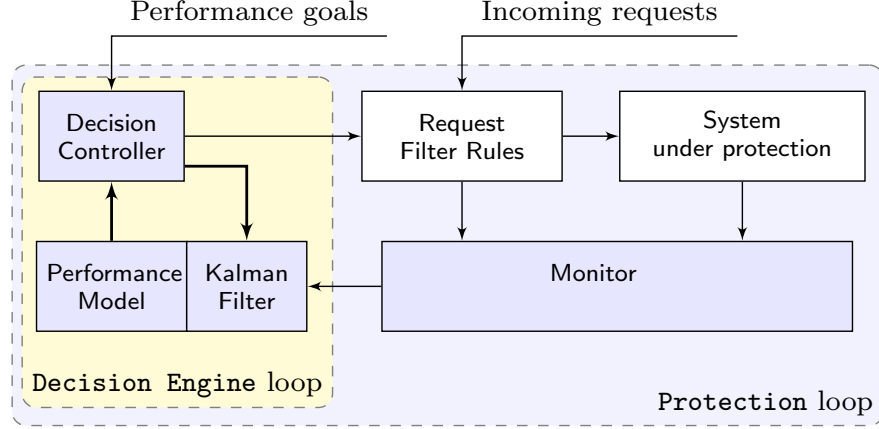 Performance goals
Incoming requests
Decision
Controller
Request
Filter Rules
System
under protection
Performance
Model
Kalman
Filter
Monitor
Decision Engine loop
Protection loop